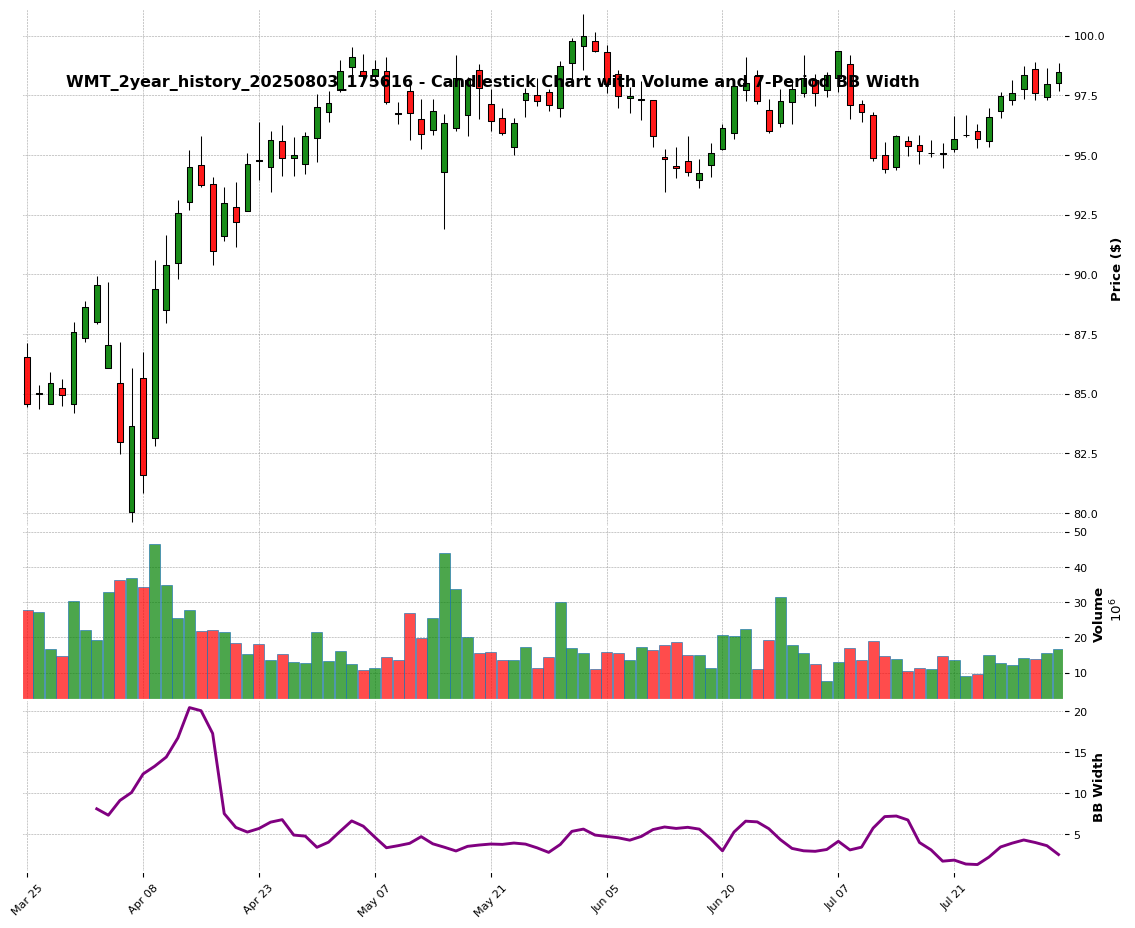 WMT_2year_history_20250803_175616 - Candlestick Chart with Volume and 7-Period BB Width
100.0
97.5
95.0
92.5
90.0
87.5
85.0
82.5
80.0
Price ($)
50
40
30
20
10
Volume
10^6
20
15
10
5
BB Width
Mar 25
Apr 08
Apr 23
May 07
May 21
Jun 05
Jun 20
Jul 07
Jul 21